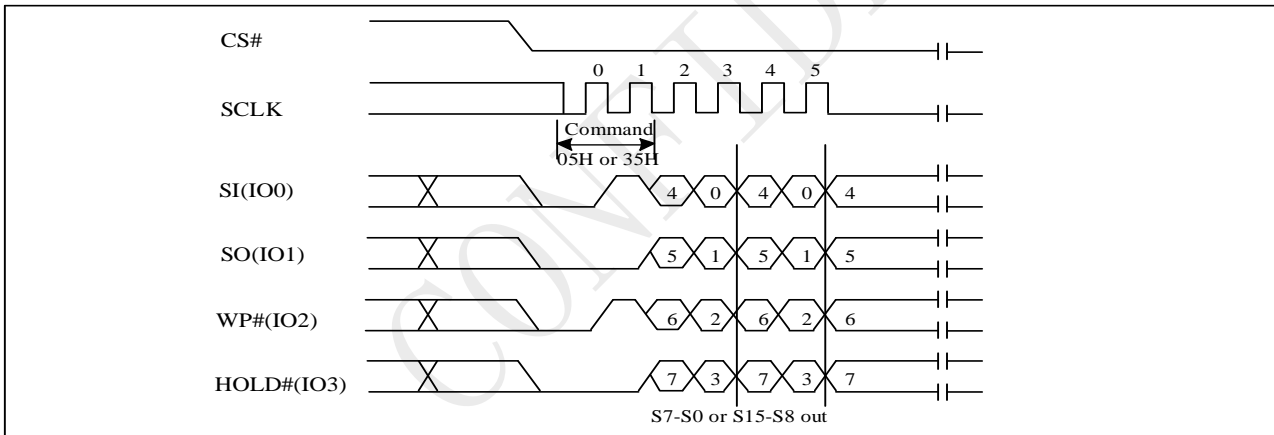 CS#
0 1 2 3 4 5
SCLK
Command
05H or 35H
SI(IO0) 4 0 4 0 4
SO(IO1) 5 1 5 1 5
WP#(IO2) 6 2 6 2 6
HOLD#(IO3) 7 3 7 3 7
S7-S0 or S15-S8 out